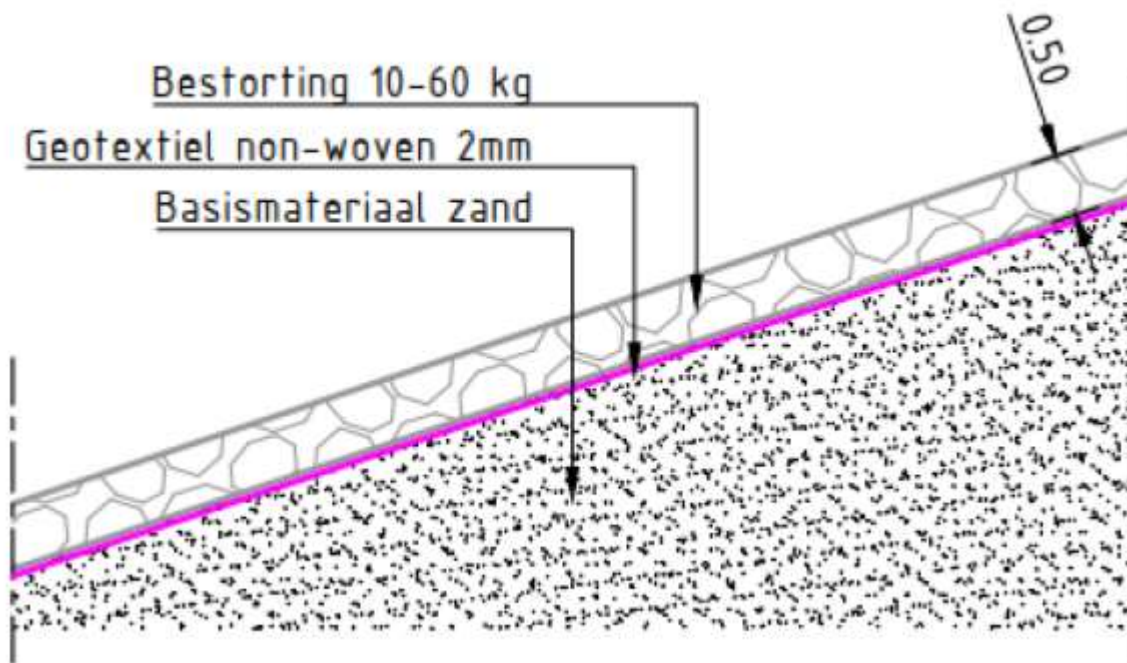 0.50
Bestorting 10-60 kg
Geotextiel non-woven 2mm
Basismateriaal zand